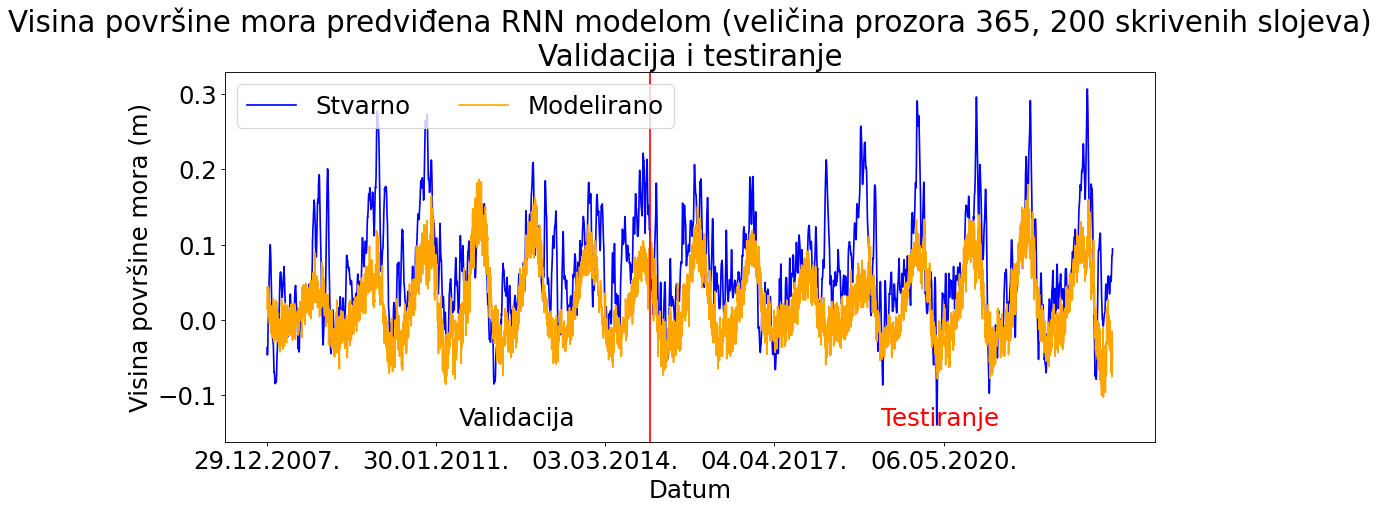 Visina površine mora predviđena RNN modelom (veličina prozora 365, 200 skrivenih slojeva)
Validacija i testiranje
Stvarno
Modelirano
Visina površine mora (m)
0.3
0.2
0.1
0.0
−0.1
Validacija
Testiranje
29.12.2007.
30.01.2011.
03.03.2014.
04.04.2017.
06.05.2020.
Datum